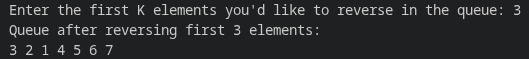 Enter the first K elements you'd like to reverse in the queue: 3
Queue after reversing first 3 elements:
3 2 1 4 5 6 7